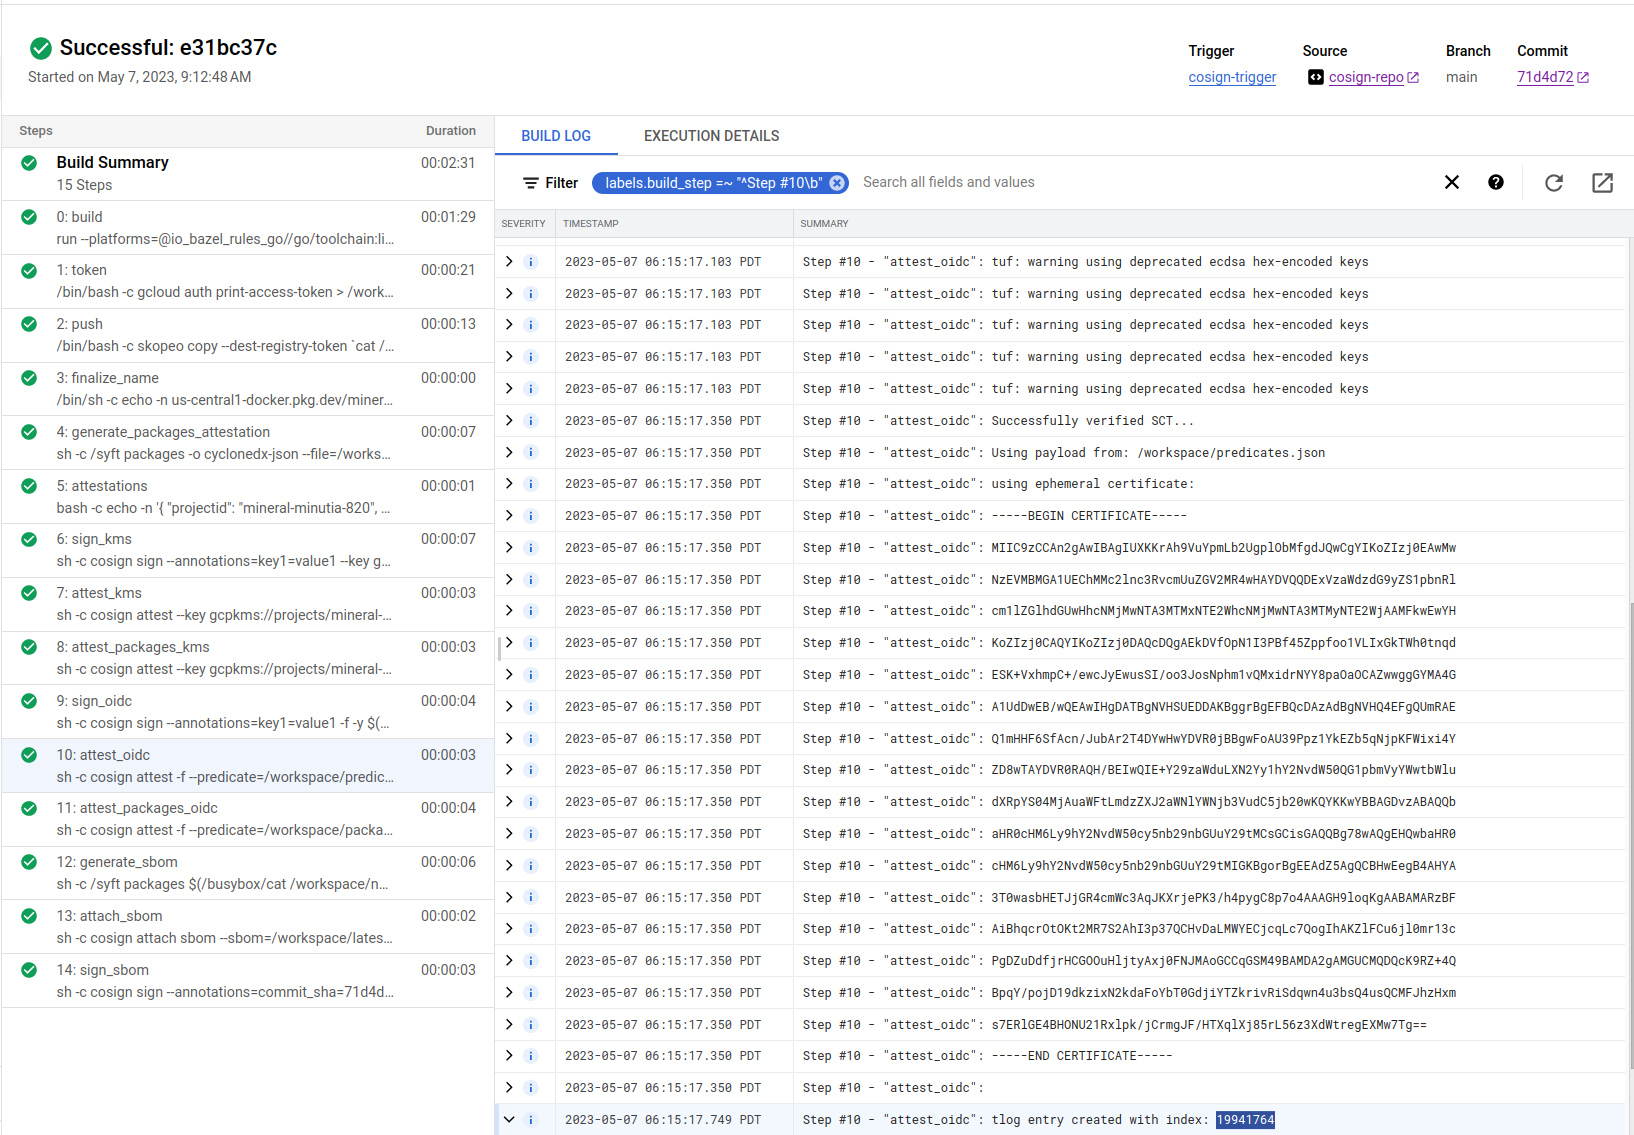 Successful: e31bc37c
Started on May 7, 2023, 9:12:48 AM
Trigger
cosign-trigger
Source
cosign-repo
Branch
main
Commit
71d4d72
Steps Duration
Build Summary 00:02:31
15 Steps
0: build 00:01:29
run --platforms=@io_bazel_rules_go//go/toolchain:li...
1: token 00:00:21
/bin/bash -c gcloud auth print-access-token > /work...
2: push 00:00:13
/bin/bash -c skopeo copy --dest-registry-token `cat /...
3: finalize_name 00:00:00
/bin/sh -c echo -n us-central1-docker.pkg.dev/miner...
4: generate_packages_attestation 00:00:07
sh -c /syft packages -o cyclonedx-json --file=/works...
5: attestations 00:00:01
bash -c echo -n '{ "projectid": "mineral-minutia-820", ...
6: sign_kms 00:00:07
sh -c cosign sign --annotations=key1=value1 --key g...
7: attest_kms 00:00:03
sh -c cosign attest --key gcpkms://projects/mineral-...
8: attest_packages_kms 00:00:03
sh -c cosign attest --key gcpkms://projects/mineral-...
9: sign_oidc 00:00:04
sh -c cosign sign --annotations=key1=value1 -f -y $(...
10: attest_oidc 00:00:03
sh -c cosign attest -f --predicate=/workspace/predic...
11: attest_packages_oidc 00:00:04
sh -c cosign attest -f --predicate=/workspace/packa...
12: generate_sbom 00:00:06
sh -c /syft packages $(/busybox/cat /workspace/n...
13: attach_sbom 00:00:02
sh -c cosign attach sbom --sbom=/workspace/lates...
14: sign_sbom 00:00:03
sh -c cosign sign --annotations=commit_sha=71d4d...
BUILD LOG EXECUTION DETAILS
Filter labels.build_step =~ "^Step #10\b" Search all fields and values
SEVERITY TIMESTAMP SUMMARY
2023-05-07 06:15:17.103 PDT Step #10 - "attest_oidc": tuf: warning using deprecated ecdsa hex-encoded keys
2023-05-07 06:15:17.103 PDT Step #10 - "attest_oidc": tuf: warning using deprecated ecdsa hex-encoded keys
2023-05-07 06:15:17.103 PDT Step #10 - "attest_oidc": tuf: warning using deprecated ecdsa hex-encoded keys
2023-05-07 06:15:17.103 PDT Step #10 - "attest_oidc": tuf: warning using deprecated ecdsa hex-encoded keys
2023-05-07 06:15:17.103 PDT Step #10 - "attest_oidc": tuf: warning using deprecated ecdsa hex-encoded keys
2023-05-07 06:15:17.350 PDT Step #10 - "attest_oidc": Successfully verified SCT...
2023-05-07 06:15:17.350 PDT Step #10 - "attest_oidc": Using payload from: /workspace/predicates.json
2023-05-07 06:15:17.350 PDT Step #10 - "attest_oidc": using ephemeral certificate:
2023-05-07 06:15:17.350 PDT Step #10 - "attest_oidc": -----BEGIN CERTIFICATE-----
2023-05-07 06:15:17.350 PDT Step #10 - "attest_oidc": MIIC9zCCAn2gAwIBAgIUXKKrAh9VuYpmLb2UgplObMfgdJQwCgYIKoZIzj0EAwMw
2023-05-07 06:15:17.350 PDT Step #10 - "attest_oidc": NzEVMBMGA1UEChMMc2lnc3RvcmUuZGV2MR4wHAYDVQQDExVzaWdzdG9yZS1pbnRl
2023-05-07 06:15:17.350 PDT Step #10 - "attest_oidc": cm1lZGlhdGUwHhcNMjMwNTA3MTMxNTE2WhcNMjMwNTA3MTMyNTE2WjAAMFkwEwYH
2023-05-07 06:15:17.350 PDT Step #10 - "attest_oidc": KoZIzj0CAQYIKoZIzj0DAQcDQgAEkDVfOpN1I3PBf45Zppfoo1VLIxGkTWh0tnqd
2023-05-07 06:15:17.350 PDT Step #10 - "attest_oidc": ESK+VxhmpC+/ewcJyEwusSI/oo3JosNphm1vQMxidrNYY8paOaOCAZwwggGYMA4G
2023-05-07 06:15:17.350 PDT Step #10 - "attest_oidc": A1UdDwEB/wQEAwIHgDATBgNVHSUEDDAKBggrBgEFBQcDAzAdBgNVHQ4EFgQUmRAE
2023-05-07 06:15:17.350 PDT Step #10 - "attest_oidc": Q1mHHF6SfAcn/JubAr2T4DYwHwYDVR0jBBgwFoAU39Ppz1YkEZb5qNjpKFWixi4Y
2023-05-07 06:15:17.350 PDT Step #10 - "attest_oidc": ZD8wTAYDVR0RAQH/BEIwQIE+Y29zaWduLXN2Yy1hY2NvdW50QG1pbmVyYWwtbWlu
2023-05-07 06:15:17.350 PDT Step #10 - "attest_oidc": dXRpYS04MjAuaWFtLmdzZXJ2aWNlYWNjb3VudC5jb20wKQYKKwYBBAGDvzABAQQb
2023-05-07 06:15:17.350 PDT Step #10 - "attest_oidc": aHR0cHM6Ly9hY2NvdW50cy5nb29nbGUuY29tMCsGCisGAQQBg78wAQgEHQwbaHR0
2023-05-07 06:15:17.350 PDT Step #10 - "attest_oidc": cHM6Ly9hY2NvdW50cy5nb29nbGUuY29tMIGKBgorBgEEAdZ5AgQCBHwEegB4AHYA
2023-05-07 06:15:17.350 PDT Step #10 - "attest_oidc": 3T0wasbHETJjGR4cmWc3AqJKXrjePK3/h4pygC8p7o4AAAGH9loqKgAABAMARzBF
2023-05-07 06:15:17.350 PDT Step #10 - "attest_oidc": AiBhqcrOtOKt2MR7S2AhI3p37QCHvDaLMWYECjcqLc7QogIhAKZlFCu6jl0mr13c
2023-05-07 06:15:17.350 PDT Step #10 - "attest_oidc": PgDZuDdfjrHCGOOuHljtyAxj0FNJMAoGCCqGSM49BAMDA2gAMGUCMQDQcK9RZ+4Q
2023-05-07 06:15:17.350 PDT Step #10 - "attest_oidc": BpqY/pojD19dkzixN2kdaFoYbT0GdjiYTZkrivRiSdqwn4u3bsQ4usQCMFJhzHxm
2023-05-07 06:15:17.350 PDT Step #10 - "attest_oidc": s7ERlGE4BHONU21Rxlpk/jCrmgJF/HTXqlXj85rL56z3XdWtregEXMw7Tg==
2023-05-07 06:15:17.350 PDT Step #10 - "attest_oidc": -----END CERTIFICATE-----
2023-05-07 06:15:17.350 PDT Step #10 - "attest_oidc":
2023-05-07 06:15:17.749 PDT Step #10 - "attest_oidc": tlog entry created with index: 19941764